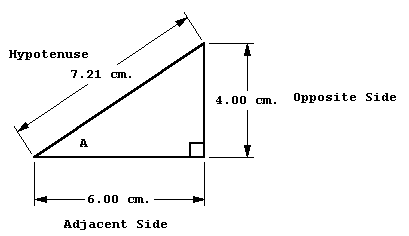 Hypotenuse
7.21 cm.
4.00 cm.
Opposite Side
A
6.00 cm.
Adjacent Side